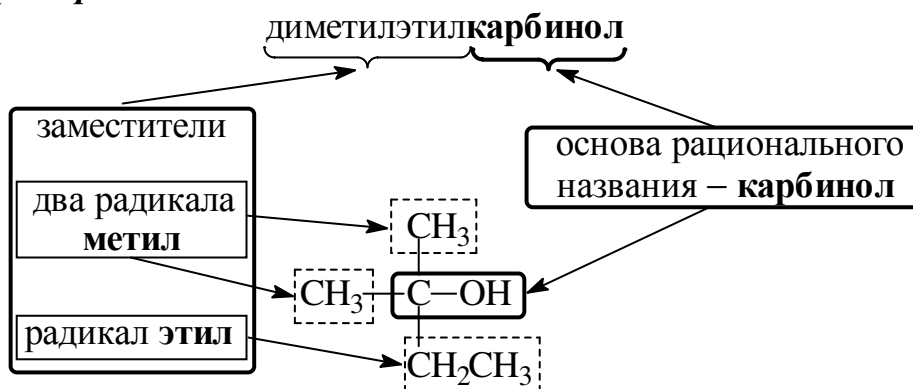 диметилэтилкарбинол
заместители
два радикала
метил
радикал этил
основа рационального
названия – карбинол
CH₃
CH₃–C–OH
CH₂CH₃